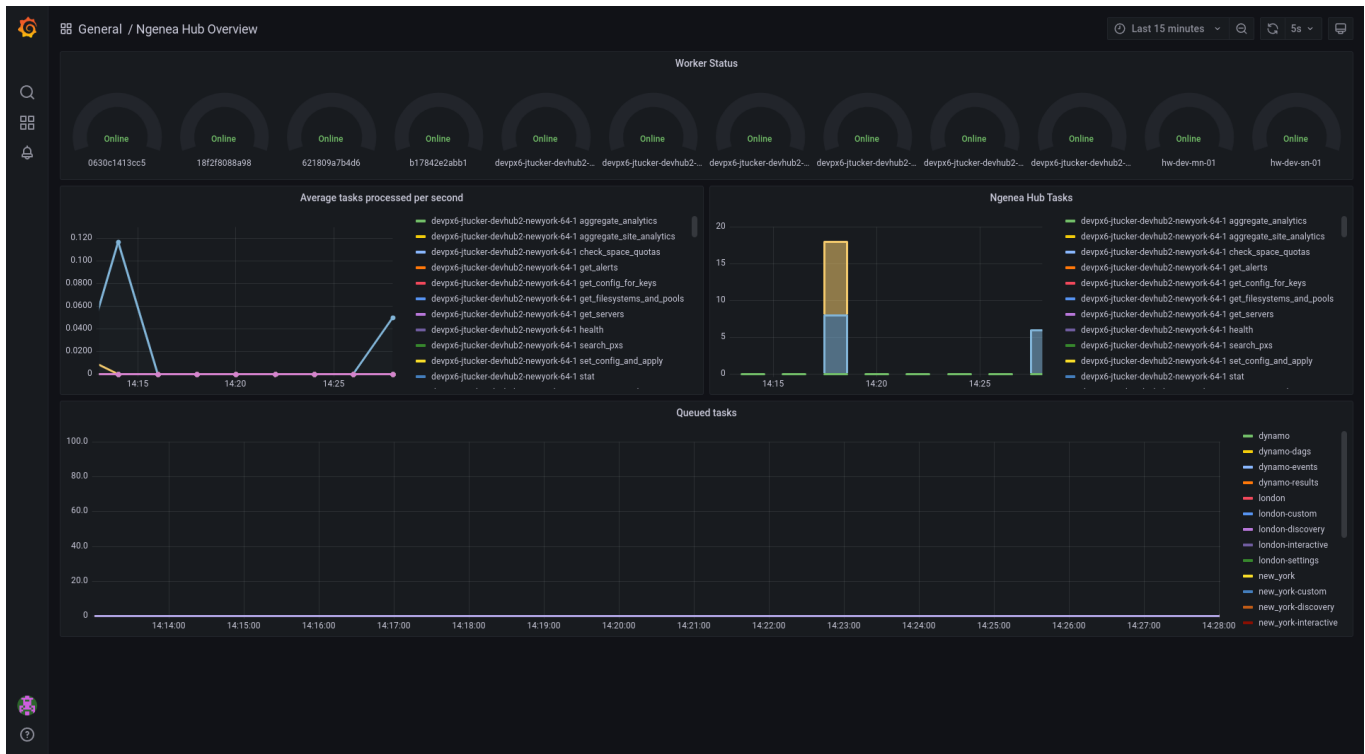 General / Ngenea Hub Overview
Last 15 minutes
5s
Worker Status
Online Online Online Online Online Online Online Online Online Online Online Online
0630c1413cc5 18f2f8088a98 621809a7b4d6 b17842e2abb1 devpx6-jtucker-devhub2-... devpx6-jtucker-devhub2-... devpx6-jtucker-devhub2-... devpx6-jtucker-devhub2-... devpx6-jtucker-devhub2-... devpx6-jtucker-devhub2-... hw-dev-mn-01 hw-dev-sn-01
Average tasks processed per second
0.120
0.100
0.0800
0.0600
0.0400
0.0200
0
14:15 14:20 14:25
devpx6-jtucker-devhub2-newyork-64-1 aggregate_analytics
devpx6-jtucker-devhub2-newyork-64-1 aggregate_site_analytics
devpx6-jtucker-devhub2-newyork-64-1 check_space_quotas
devpx6-jtucker-devhub2-newyork-64-1 get_alerts
devpx6-jtucker-devhub2-newyork-64-1 get_config_for_keys
devpx6-jtucker-devhub2-newyork-64-1 get_filesystems_and_pools
devpx6-jtucker-devhub2-newyork-64-1 get_servers
devpx6-jtucker-devhub2-newyork-64-1 health
devpx6-jtucker-devhub2-newyork-64-1 search_pxs
devpx6-jtucker-devhub2-newyork-64-1 set_config_and_apply
devpx6-jtucker-devhub2-newyork-64-1 stat
Ngenea Hub Tasks
20
15
10
5
0
14:15 14:20 14:25
devpx6-jtucker-devhub2-newyork-64-1 aggregate_analytics
devpx6-jtucker-devhub2-newyork-64-1 aggregate_site_analytics
devpx6-jtucker-devhub2-newyork-64-1 check_space_quotas
devpx6-jtucker-devhub2-newyork-64-1 get_alerts
devpx6-jtucker-devhub2-newyork-64-1 get_config_for_keys
devpx6-jtucker-devhub2-newyork-64-1 get_filesystems_and_pools
devpx6-jtucker-devhub2-newyork-64-1 get_servers
devpx6-jtucker-devhub2-newyork-64-1 health
devpx6-jtucker-devhub2-newyork-64-1 search_pxs
devpx6-jtucker-devhub2-newyork-64-1 set_config_and_apply
devpx6-jtucker-devhub2-newyork-64-1 stat
Queued tasks
100.0
80.0
60.0
40.0
20.0
0
14:14:00 14:15:00 14:16:00 14:17:00 14:18:00 14:19:00 14:20:00 14:21:00 14:22:00 14:23:00 14:24:00 14:25:00 14:26:00 14:27:00 14:28:00
dynamo
dynamo-dags
dynamo-events
dynamo-results
london
london-custom
london-discovery
london-interactive
london-settings
new_york
new_york-custom
new_york-discovery
new_york-interactive